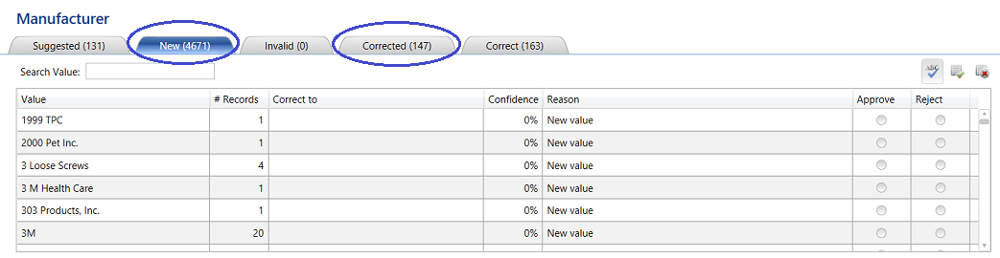 Manufacturer
Suggested (131) New (4671) Invalid (0) Corrected (147) Correct (163)
Search Value: ABC
Value # Records Correct to Confidence Reason Approve Reject
1999 TPC 1 0% New value
2000 Pet Inc. 1 0% New value
3 Loose Screws 4 0% New value
3 M Health Care 1 0% New value
303 Products, Inc. 1 0% New value
3M 20 0% New value